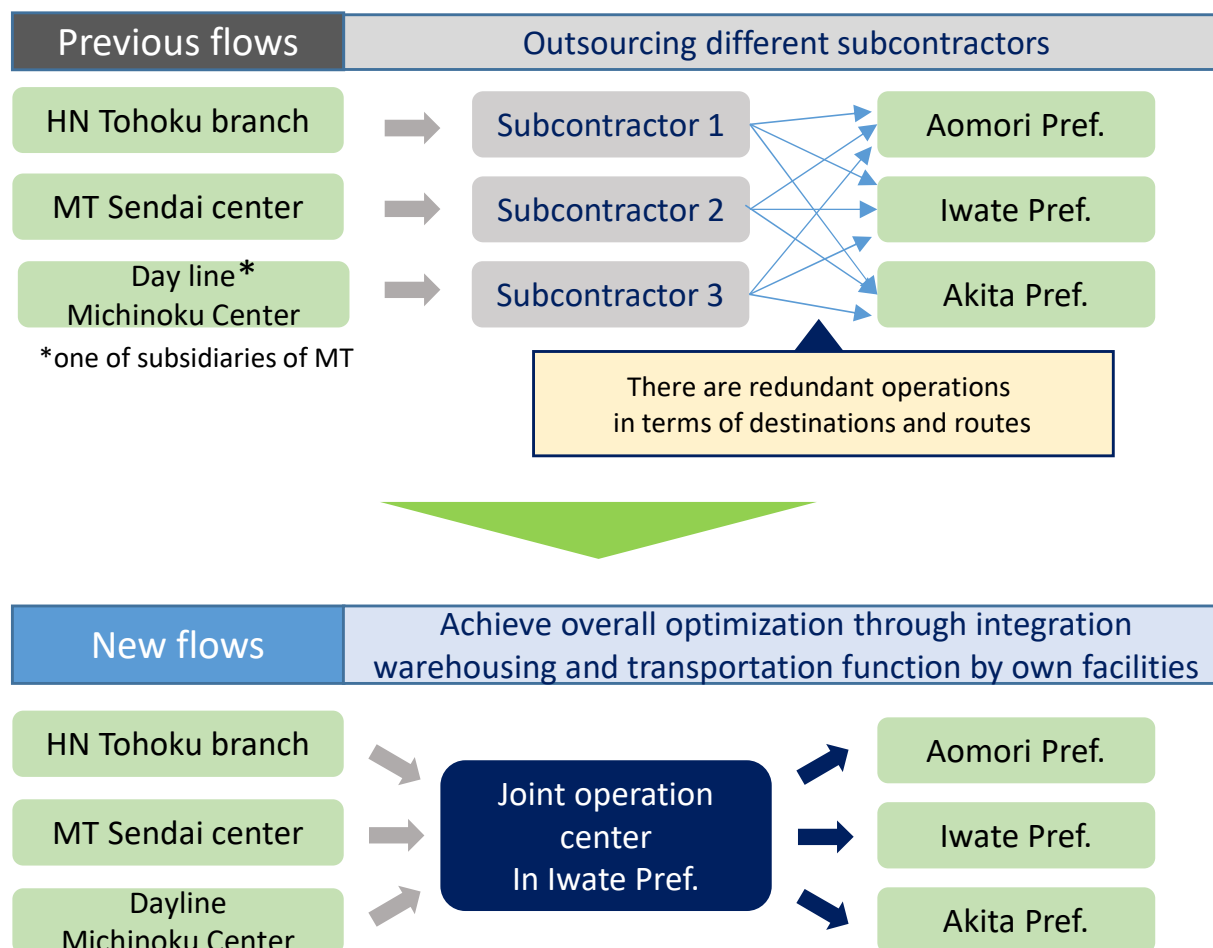 Previous flows
Outsourcing different subcontractors
HN Tohoku branch
Subcontractor 1
Aomori Pref.
MT Sendai center
Subcontractor 2
Iwate Pref.
Day line*
Michinoku Center
Subcontractor 3
Akita Pref.
*one of subsidiaries of MT
There are redundant operations
in terms of destinations and routes
New flows
Achieve overall optimization through integration
warehousing and transportation function by own facilities
HN Tohoku branch
Aomori Pref.
MT Sendai center
Joint operation
center
In Iwate Pref.
Iwate Pref.
Dayline
Michinoku Center
Akita Pref.